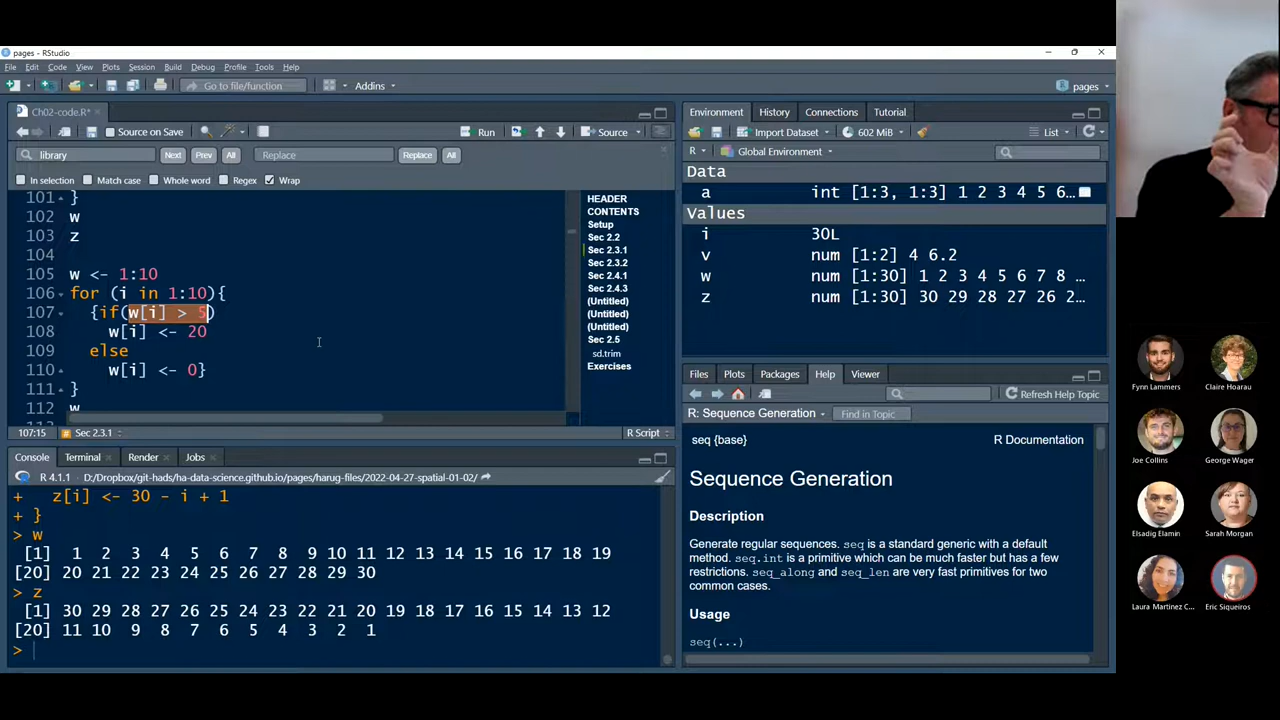 pages - RStudio
File Edit Code View Plots Session Build Debug Profile Tools Help
Go to file/function Addins pages
Ch02-code.R*
Source on Save Run Source
library Next Prev All Replace Replace All
In selection Match case Whole word Regex Wrap
101 }
102 w
103 z
104
105 w <- 1:10
106 for (i in 1:10){
107 {if(w[i] > 5)
108 w[i] <- 20
109 else
110 w[i] <- 0}
111 }
112 w
HEADER
CONTENTS
Setup
Sec 2.2
Sec 2.3.1
Sec 2.3.2
Sec 2.4.1
Sec 2.4.3
(Untitled)
(Untitled)
(Untitled)
Sec 2.5
sd.trim
Exercises
107:15 Sec 2.3.1 R Script
Console Terminal Render Jobs
R 4.1.1 · D:/Dropbox/git-hads/ha-data-science.github.io/pages/harug-files/2022-04-27-spatial-01-02/
+ z[i] <- 30 - i + 1
+ }
> w
[1] 1 2 3 4 5 6 7 8 9 10 11 12 13 14 15 16 17 18 19
[20] 20 21 22 23 24 25 26 27 28 29 30
> z
[1] 30 29 28 27 26 25 24 23 22 21 20 19 18 17 16 15 14 13 12
[20] 11 10 9 8 7 6 5 4 3 2 1
>
Environment History Connections Tutorial
Import Dataset 602 MiB List
R Global Environment
Data
a int [1:3, 1:3] 1 2 3 4 5 6…
Values
i 30L
v num [1:2] 4 6.2
w num [1:30] 1 2 3 4 5 6 7 8 …
z num [1:30] 30 29 28 27 26 2…
Files Plots Packages Help Viewer
Refresh Help Topic
R: Sequence Generation Find in Topic
seq {base} R Documentation
Sequence Generation
Description
Generate regular sequences. seq is a standard generic with a default
method. seq.int is a primitive which can be much faster but has a few
restrictions. seq_along and seq_len are very fast primitives for two
common cases.
Usage
seq(...)
Fynn Lammers Claire Hoarau
Joe Collins George Wager
Elsadig Elamin Sarah Morgan
Laura Martinez C... Eric Siqueiros